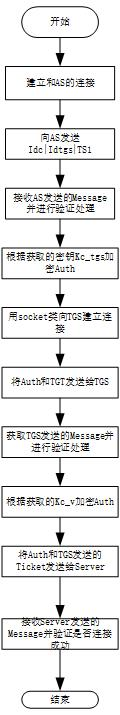 开始
建立和AS的连接
向AS发送
Idc|Idtgs|TS1
接收AS发送的Message
并进行验证处理
根据获取的密钥Kc_tgs加
密Auth
用socket类向TGS建立连
接
将Auth和TGT发送给TGS
获取TGS发送的Message并
进行验证处理
根据获取的Kc_v加密Auth
将Auth和TGS发送的
Ticket发送给Server
接收Server发送的
Message并验证是否连接
成功
结束